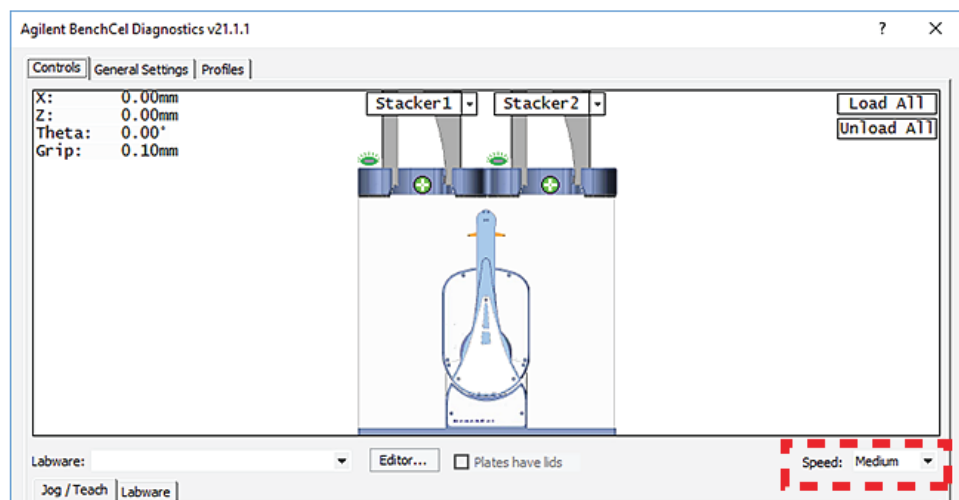 Agilent BenchCel Diagnostics v21.1.1 ? ×
Controls General Settings Profiles
X: 0.00mm
Z: 0.00mm
Theta: 0.00°
Grip: 0.10mm
Stacker1 Stacker2
Load All
Unload All
Labware: Editor... Plates have lids Speed: Medium
Jog / Teach Labware